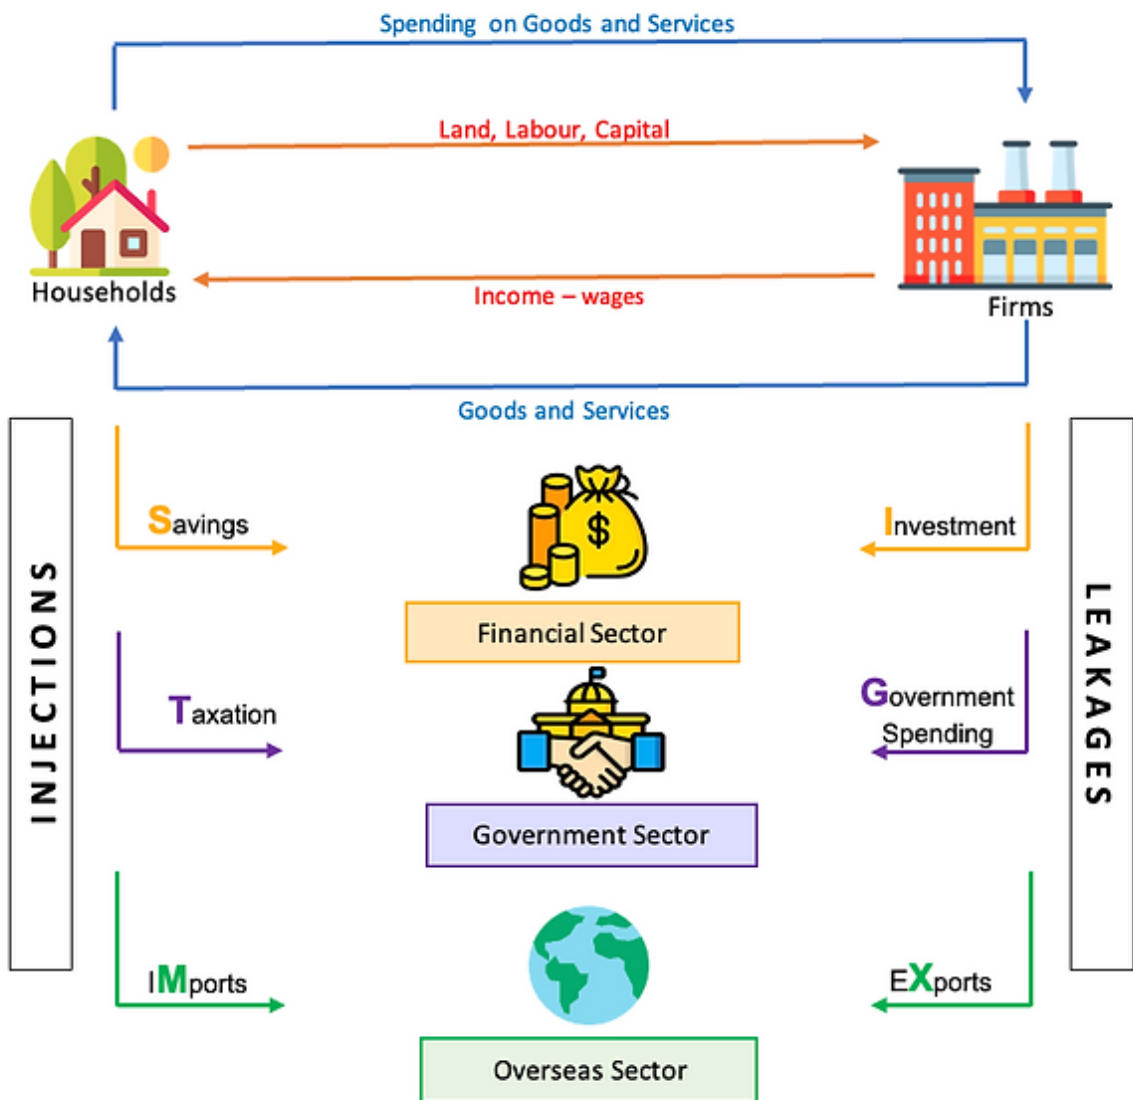 Spending on Goods and Services
Land, Labour, Capital
Households
Income – wages
Firms
Goods and Services
INJECTIONS
LEAKAGES
Savings
$
Investment
Financial Sector
Taxation
Government
Spending
Government Sector
IMports
EXports
Overseas Sector